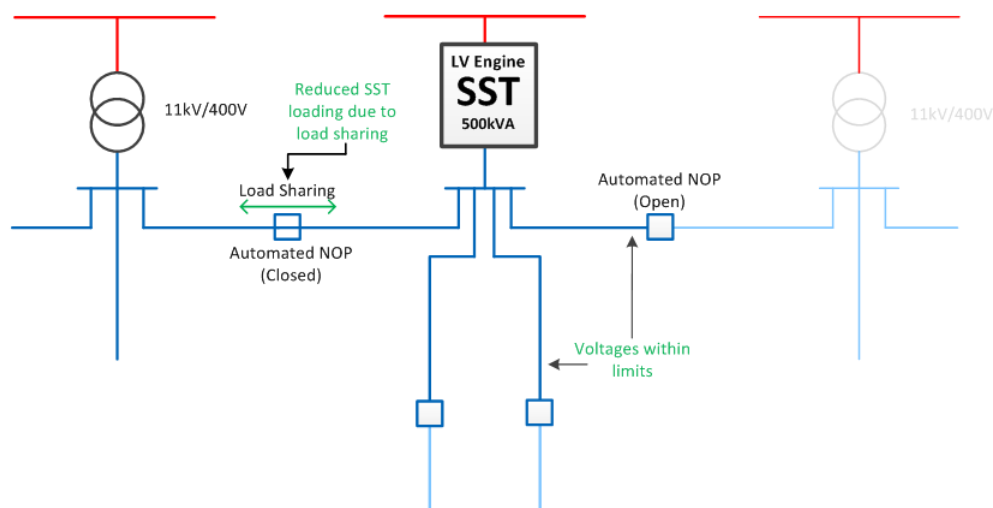 LV Engine
SST
500kVA
Reduced SST
loading due to
load sharing
11kV/400V
11kV/400V
Load Sharing
Automated NOP
(Closed)
Automated NOP
(Open)
Voltages within
limits